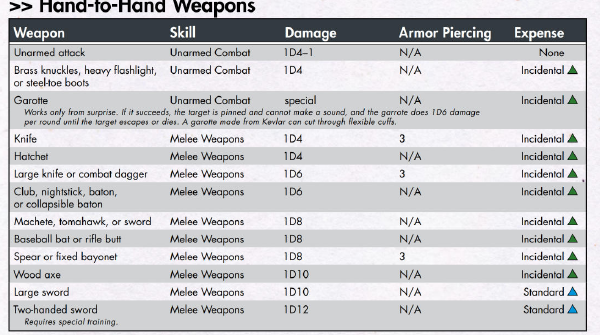 >> Hand-to-Hand Weapons
Weapon Skill Damage Armor Piercing Expense
Unarmed attack Unarmed Combat 1D4–1 N/A None
Brass knuckles, heavy flashlight, Unarmed Combat 1D4 N/A Incidental ▲
or steel-toe boots
Garotte Unarmed Combat special N/A Incidental ▲
Works only from surprise. If it succeeds, the target is pinned and cannot make a sound, and the garrote does 1D6 damage
per round until the target escapes or dies. A garotte made from Kevlar can cut through flexible cuffs.
Knife Melee Weapons 1D4 3 Incidental ▲
Hatchet Melee Weapons 1D4 N/A Incidental ▲
Large knife or combat dagger Melee Weapons 1D6 3 Incidental ▲
Club, nightstick, baton, Melee Weapons 1D6 N/A Incidental ▲
or collapsible baton
Machete, tomahawk, or sword Melee Weapons 1D8 N/A Incidental ▲
Baseball bat or rifle butt Melee Weapons 1D8 N/A Incidental ▲
Spear or fixed bayonet Melee Weapons 1D8 3 Incidental ▲
Wood axe Melee Weapons 1D10 N/A Incidental ▲
Large sword Melee Weapons 1D10 N/A Standard ▲
Two-handed sword Melee Weapons 1D12 N/A Standard ▲
Requires special training.